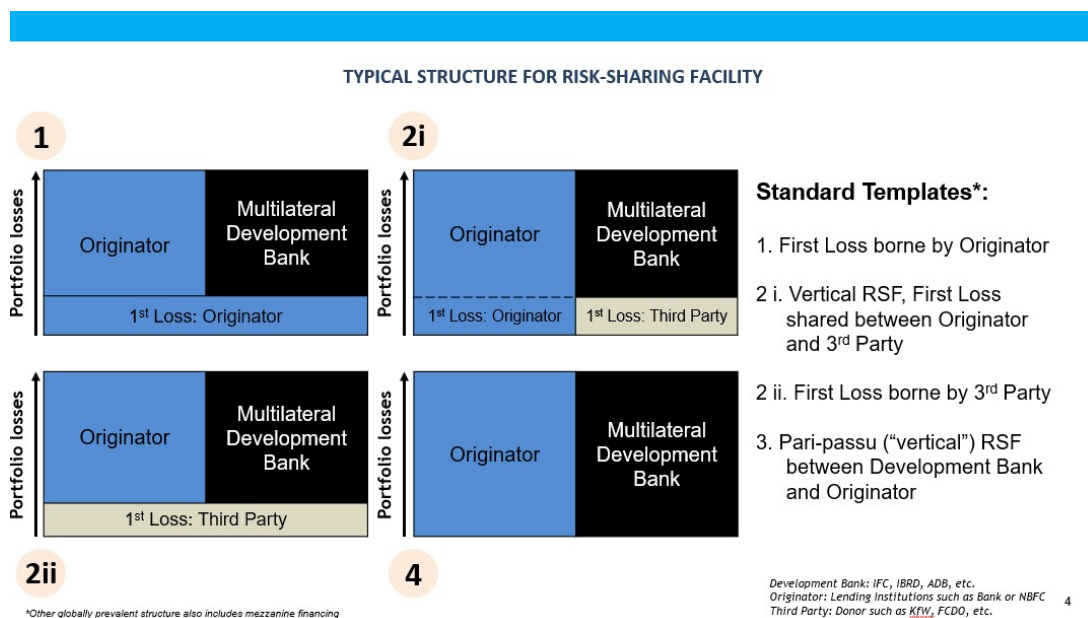 TYPICAL STRUCTURE FOR RISK-SHARING FACILITY
1
Portfolio losses
Originator
Multilateral
Development
Bank
1st Loss: Originator
2i
Portfolio losses
Originator
Multilateral
Development
Bank
1st Loss: Originator
1st Loss: Third Party
Portfolio losses
Originator
Multilateral
Development
Bank
1st Loss: Third Party
2ii
Portfolio losses
Originator
Multilateral
Development
Bank
4
Standard Templates*:
1. First Loss borne by Originator
2 i. Vertical RSF, First Loss
shared between Originator
and 3rd Party
2 ii. First Loss borne by 3rd Party
3. Pari-passu (“vertical”) RSF
between Development Bank
and Originator
*Other globally prevalent structure also includes mezzanine financing
Development Bank: IFC, IBRD, ADB, etc.
Originator: Lending Institutions such as Bank or NBFC
Third Party: Donor such as KfW, FCDO, etc.
4